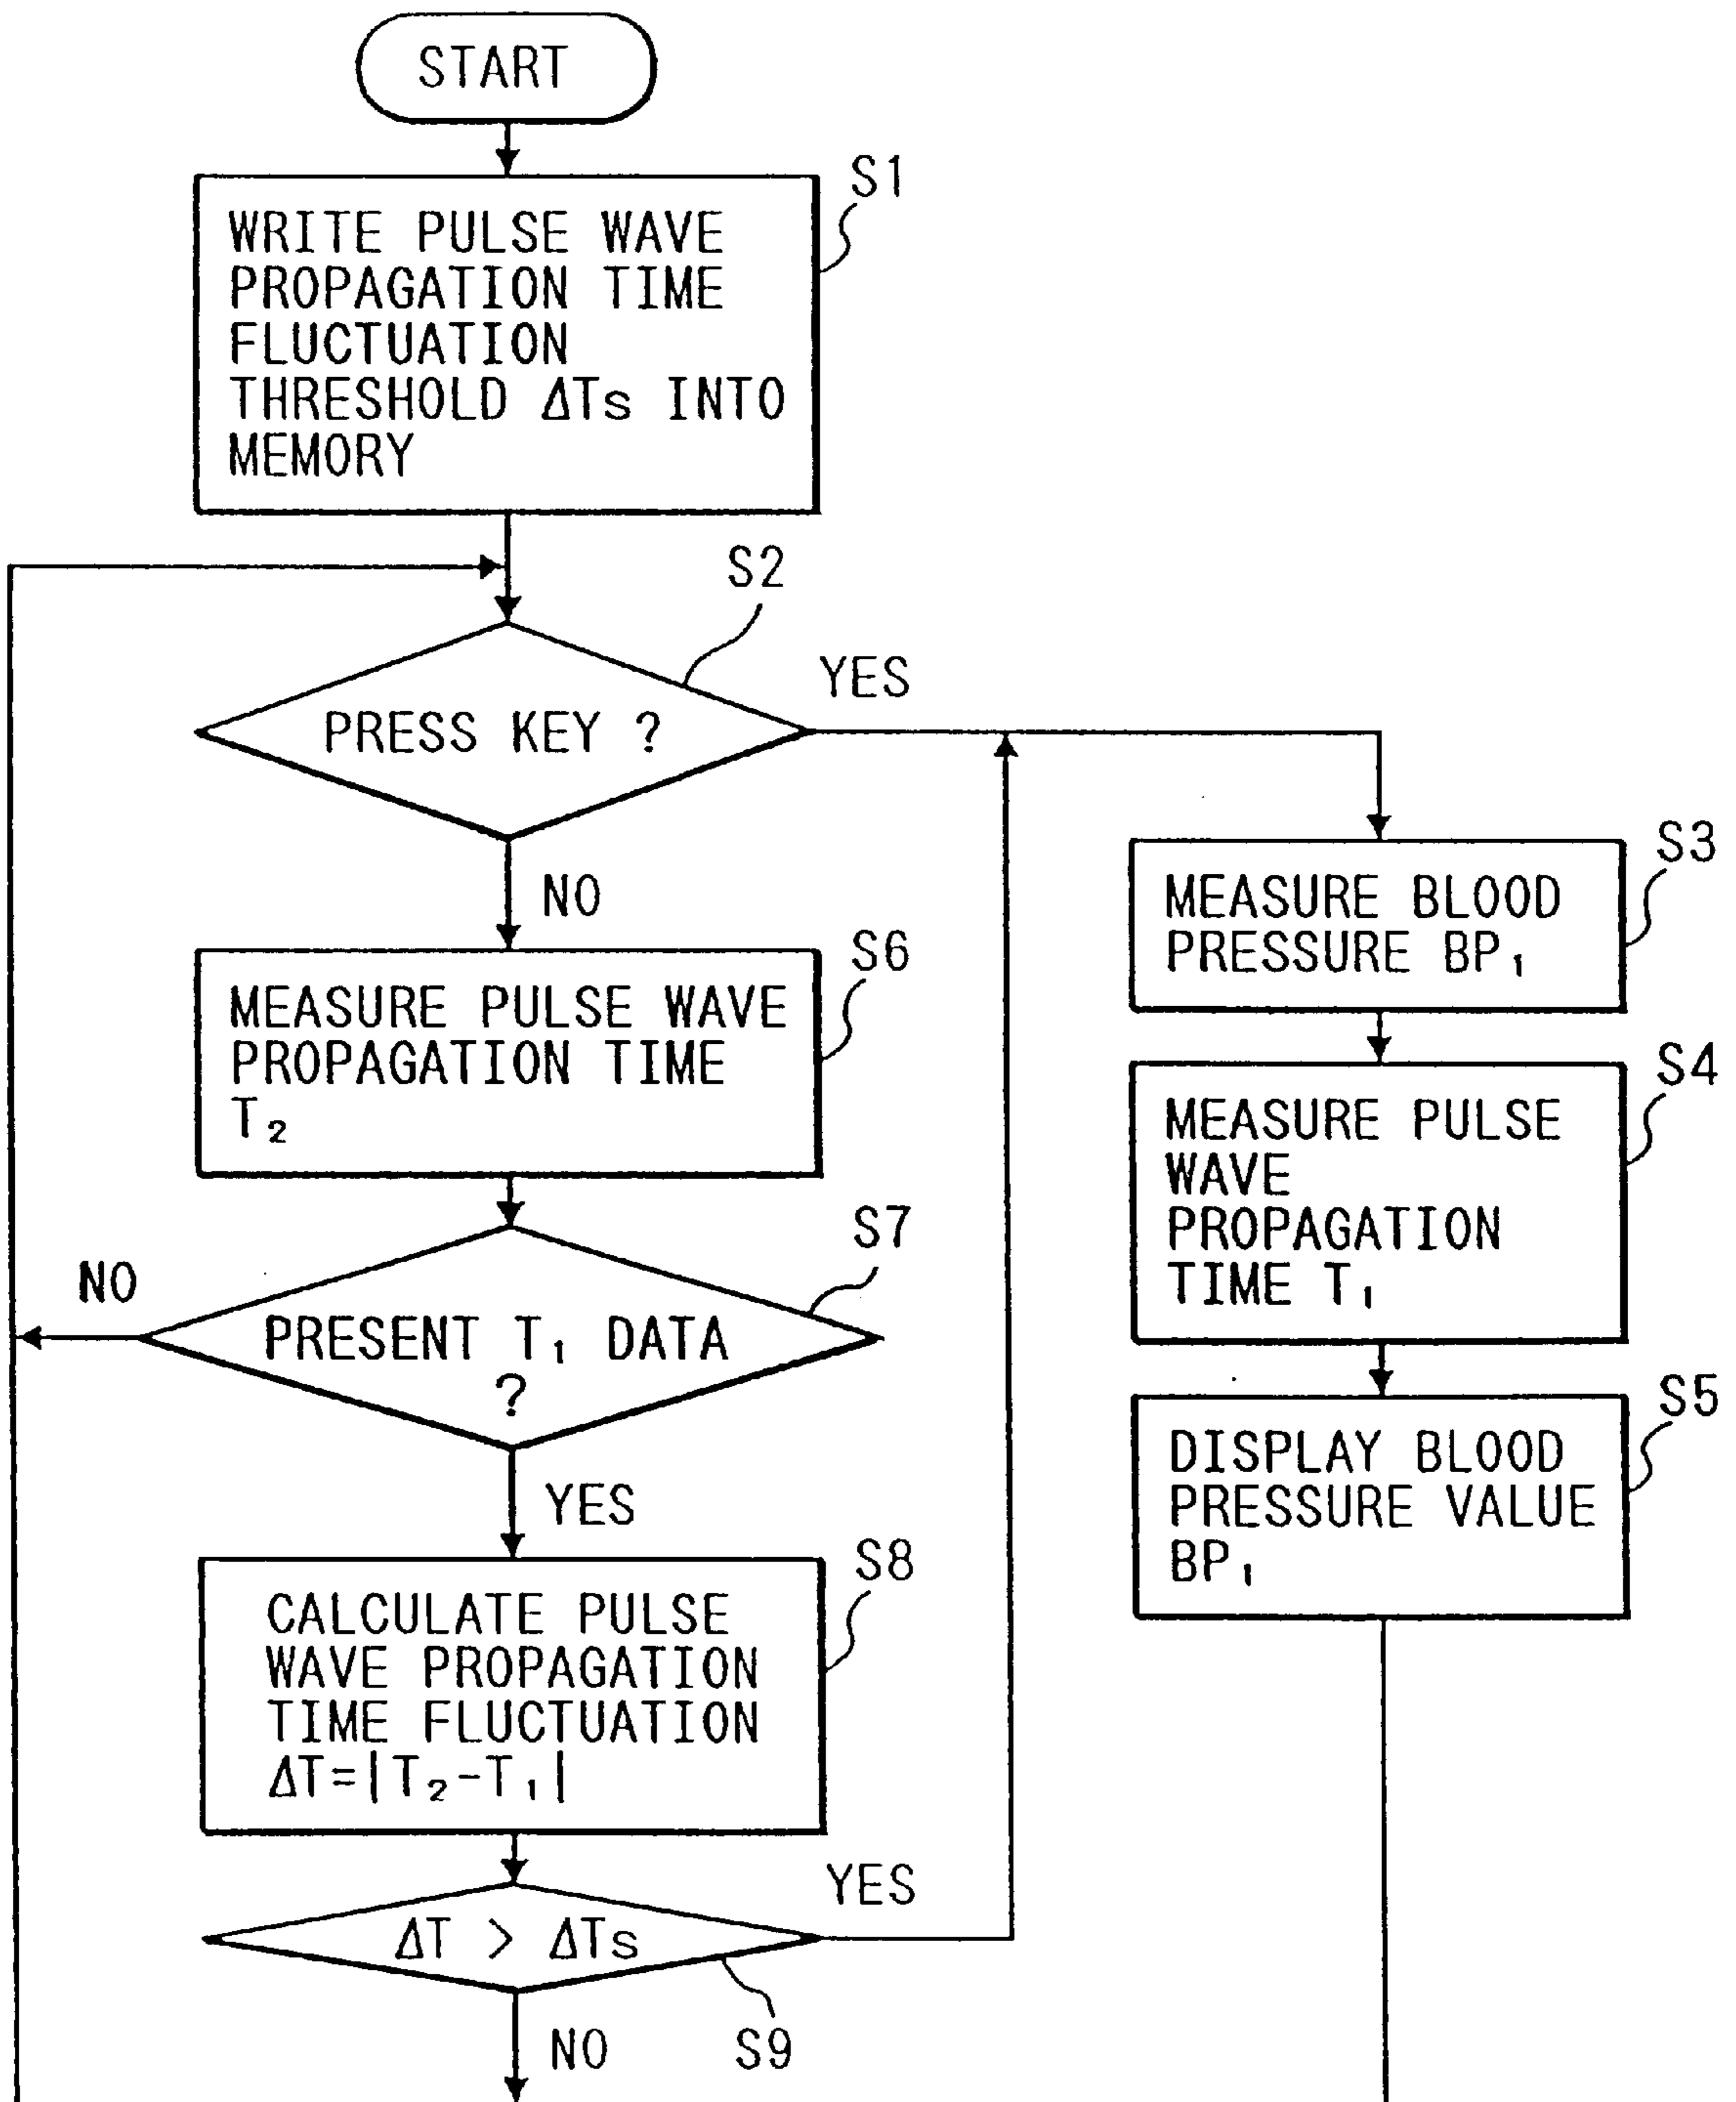 START
S1
WRITE PULSE WAVE
PROPAGATION TIME
FLUCTUATION
THRESHOLD ΔTs INTO
MEMORY
S2
PRESS KEY ?
YES
NO
S3
MEASURE BLOOD
PRESSURE BP₁
S6
MEASURE PULSE WAVE
PROPAGATION TIME
T₂
S4
MEASURE PULSE
WAVE
PROPAGATION
TIME T₁
S7
NO
PRESENT T₁ DATA
?
YES
S5
DISPLAY BLOOD
PRESSURE VALUE
BP₁
S8
CALCULATE PULSE
WAVE PROPAGATION
TIME FLUCTUATION
ΔT=|T₂-T₁|
YES
ΔT > ΔTs
NO
S9